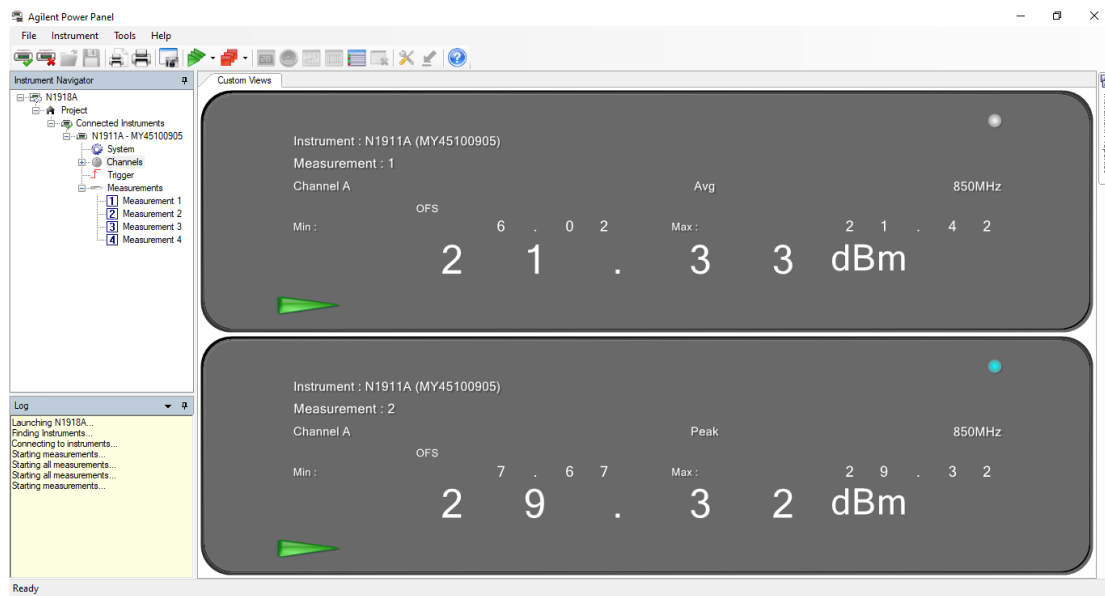 Agilent Power Panel
File Instrument Tools Help
Instrument Navigator
N1918A
Project
Connected Instruments
N1911A - MY45100905
System
Channels
Trigger
Measurements
1 Measurement 1
2 Measurement 2
3 Measurement 3
4 Measurement 4
Log
Launching N1918A...
Finding Instruments...
Connecting to instruments...
Starting measurements...
Starting all measurements...
Starting all measurements...
Starting measurements...
Custom Views
Instrument : N1911A (MY45100905)
Measurement : 1
Channel A Avg 850MHz
OFS
Min : 6 . 0 2 Max : 2 1 . 4 2
2 1 . 3 3 dBm
Instrument : N1911A (MY45100905)
Measurement : 2
Channel A Peak 850MHz
OFS
Min : 7 . 6 7 Max : 2 9 . 3 2
2 9 . 3 2 dBm
Ready